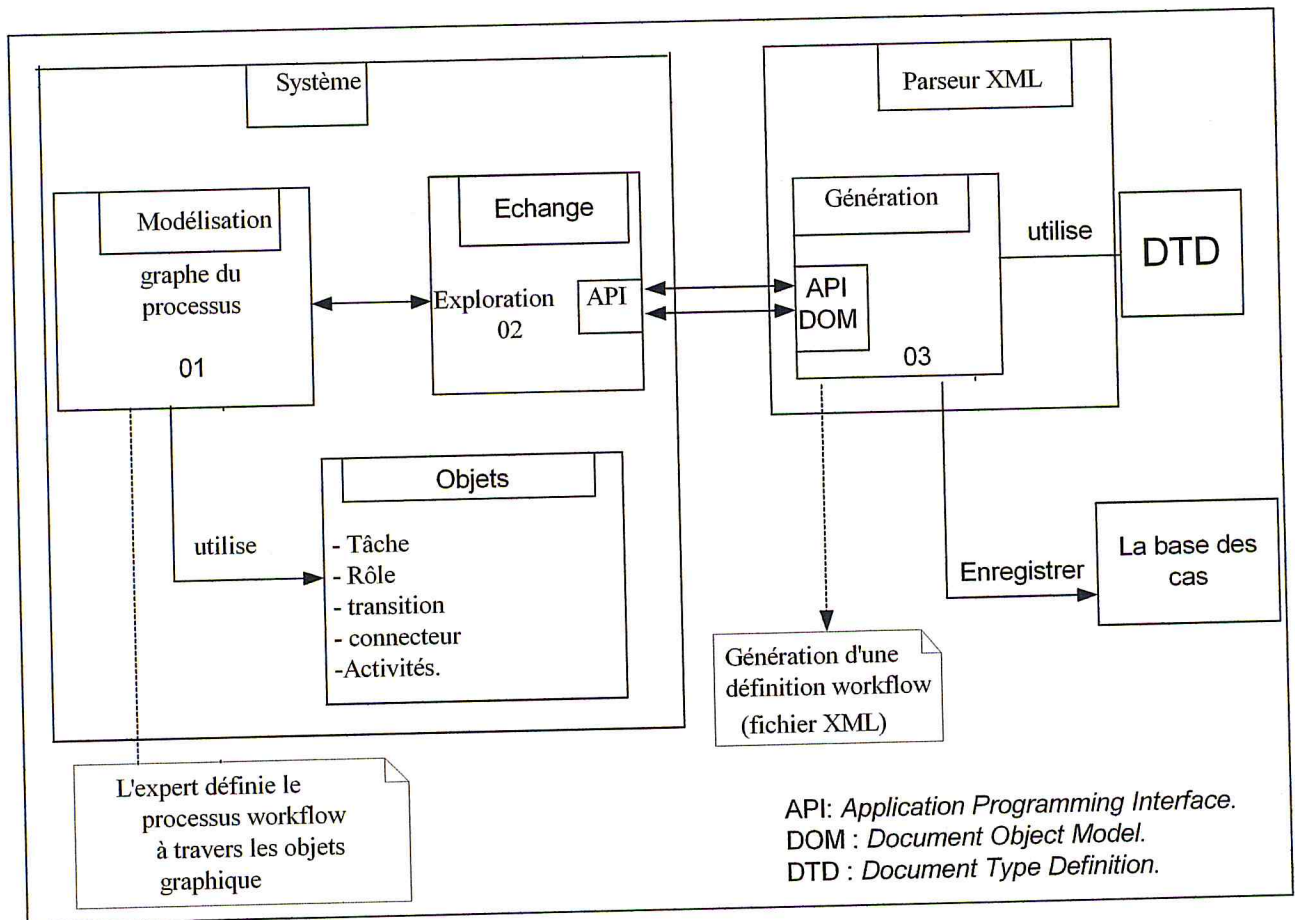 Système
Parseur XML
Modélisation
graphe du
processus
01
Echange
Exploration
02
API
Génération
API
DOM
03
utilise
DTD
utilise
Objets
- Tâche
- Rôle
- transition
- connecteur
-Activités.
Enregistrer
La base des
cas
Génération d'une
définition workflow
(fichier XML)
L'expert définie le
processus workflow
à travers les objets
graphique
API: Application Programming Interface.
DOM : Document Object Model.
DTD : Document Type Definition.